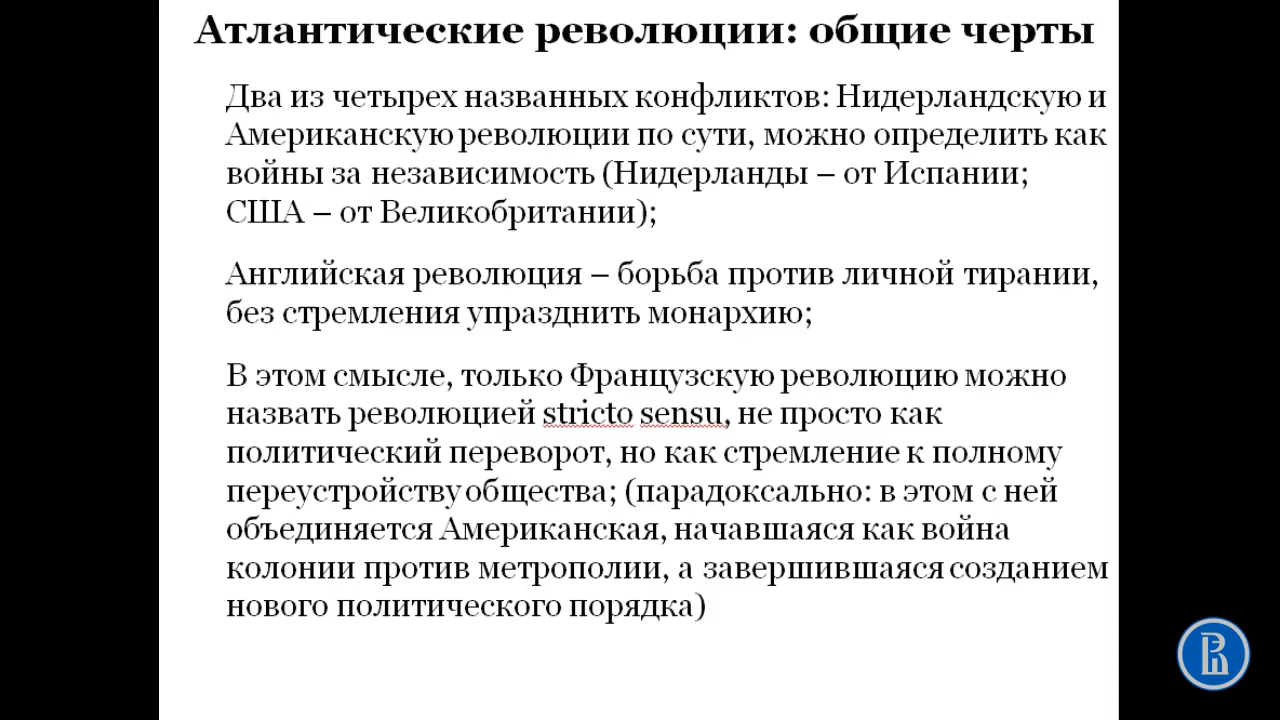 Атлантические революции: общие черты
Два из четырех названных конфликтов: Нидерландскую и
Американскую революции по сути, можно определить как
войны за независимость (Нидерланды – от Испании;
США – от Великобритании);
Английская революция – борьба против личной тирании,
без стремления упразднить монархию;
В этом смысле, только Французскую революцию можно
назвать революцией stricto sensu, не просто как
политический переворот, но как стремление к полному
переустройству общества; (парадоксально: в этом с ней
объединяется Американская, начавшаяся как война
колонии против метрополии, а завершившаяся созданием
нового политического порядка)